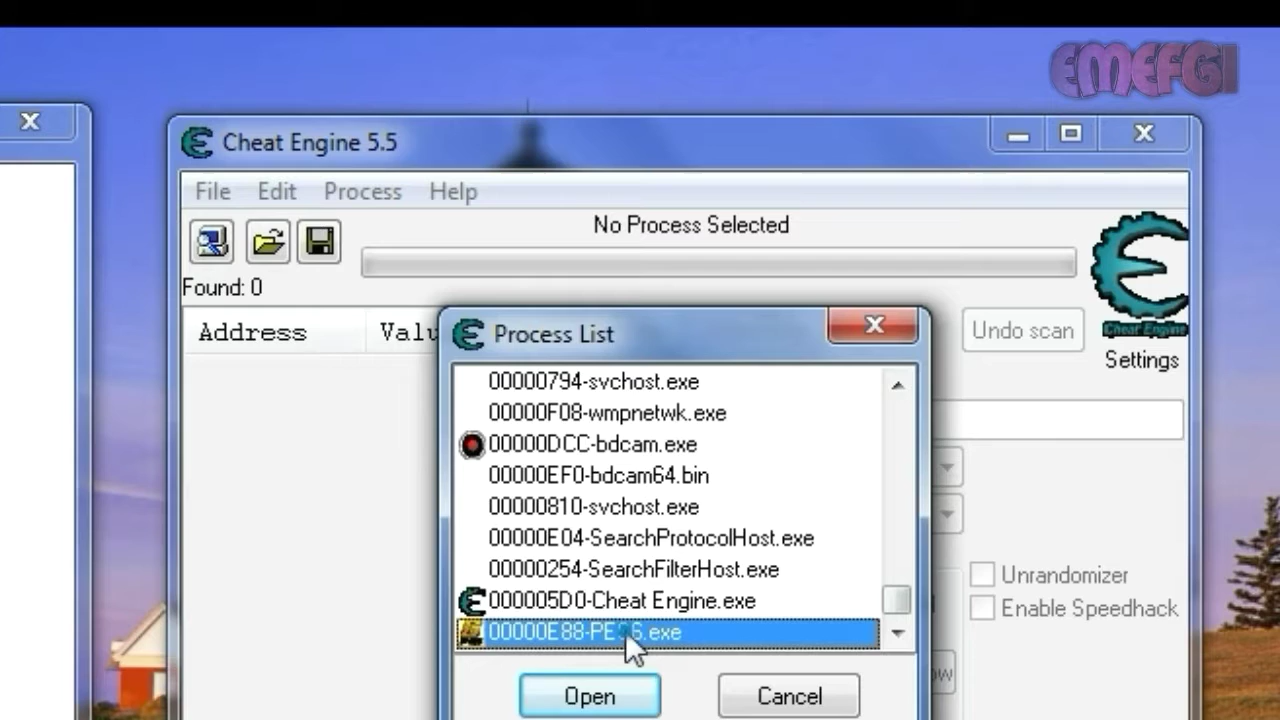 EMEFGI
X
Cheat Engine 5.5
File Edit Process Help
No Process Selected
Found: 0
Address
Process List
Undo scan
Cheat Engine
Settings
00000794-svchost.exe
00000F08-wmpnetwk.exe
00000DCC-bdcam.exe
00000EF0-bdcam64.bin
00000810-svchost.exe
00000E04-SearchProtocolHost.exe
00000254-SearchFilterHost.exe
000005D0-Cheat Engine.exe
Unrandomizer
Enable Speedhack
Open Cancel